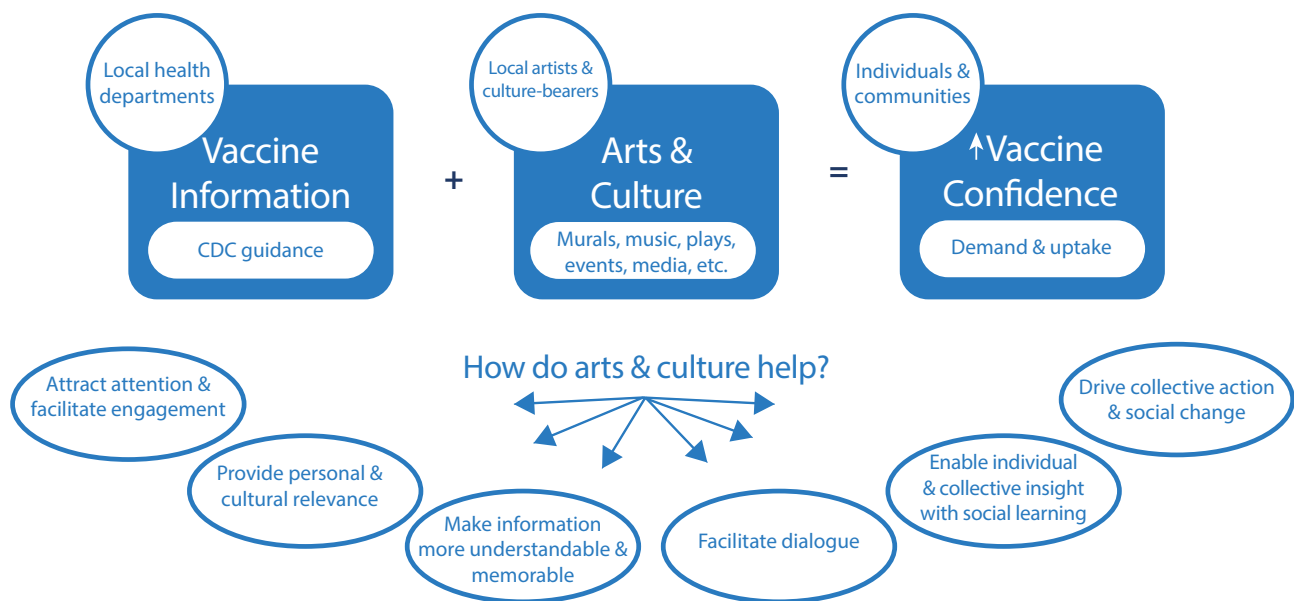 Local health
departments
Vaccine
Information
CDC guidance
+
Local artists &
culture-bearers
Arts &
Culture
Murals, music, plays,
events, media, etc.
=
Individuals &
communities
↑Vaccine
Confidence
Demand & uptake
How do arts & culture help?
Attract attention &
facilitate engagement
Provide personal &
cultural relevance
Make information
more understandable &
memorable
Facilitate dialogue
Enable individual
& collective insight
with social learning
Drive collective action
& social change